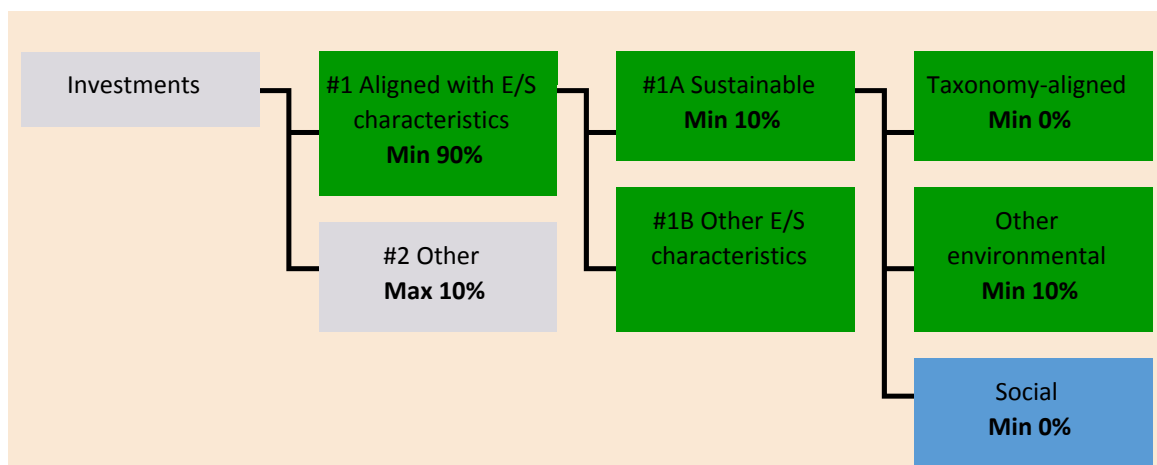 Investments
#1 Aligned with E/S
characteristics
Min 90%
#2 Other
Max 10%
#1A Sustainable
Min 10%
#1B Other E/S
characteristics
Taxonomy-aligned
Min 0%
Other
environmental
Min 10%
Social
Min 0%